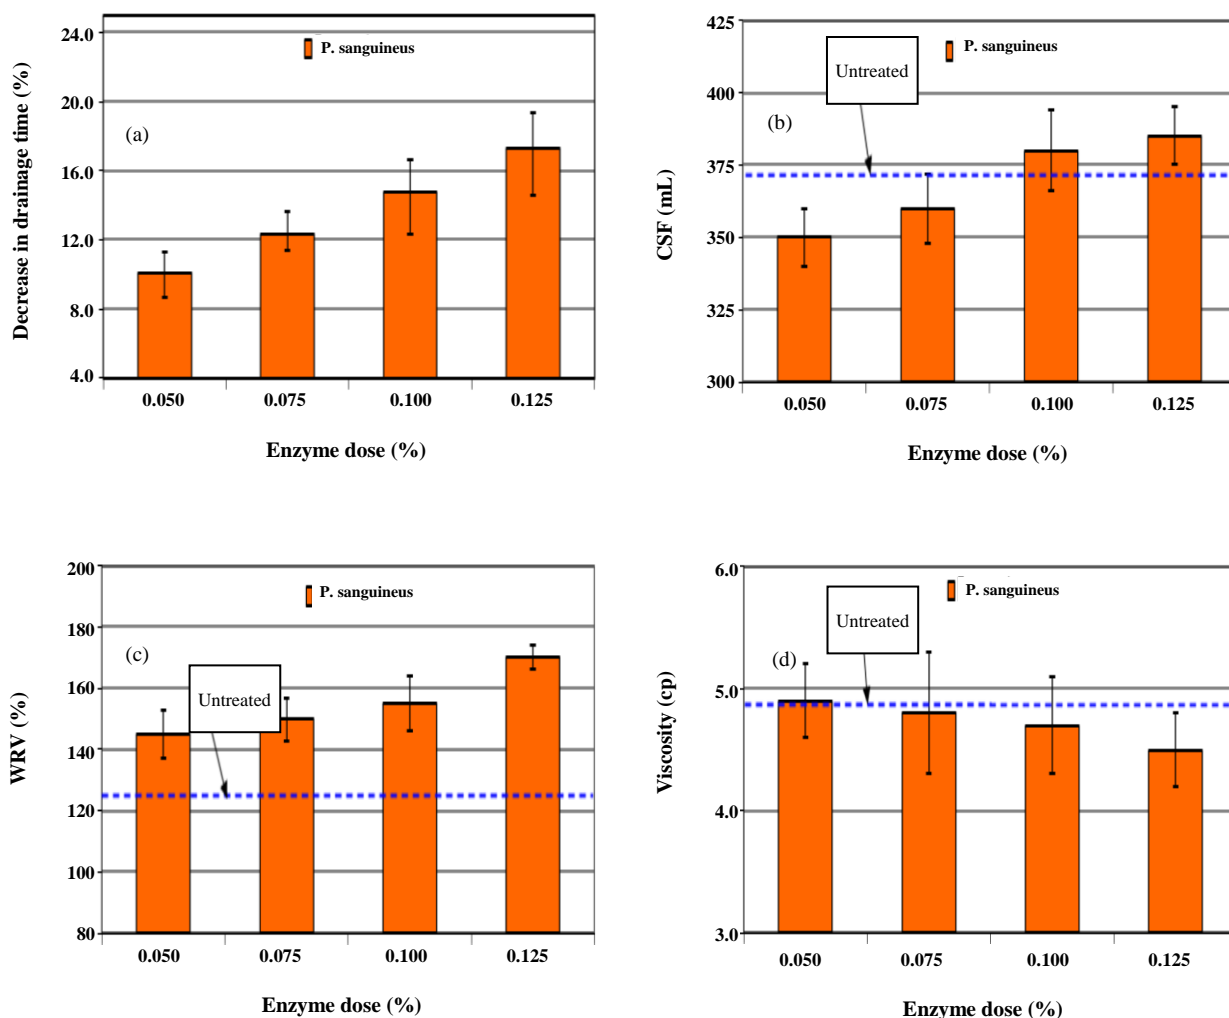 24.0
20.0
16.0
12.0
8.0
4.0
Decrease in drainage time (%)
P. sanguineus
(a)
0.050 0.075 0.100 0.125
Enzyme dose (%)
425
400
375
350
325
300
CSF (mL)
P. sanguineus
Untreated
(b)
0.050 0.075 0.100 0.125
Enzyme dose (%)
200
180
160
140
120
100
80
WRV (%)
P. sanguineus
(c)
Untreated
0.050 0.075 0.100 0.125
Enzyme dose (%)
6.0
5.0
4.0
3.0
Viscosity (cp)
P. sanguineus
Untreated
(d)
0.050 0.075 0.100 0.125
Enzyme dose (%)